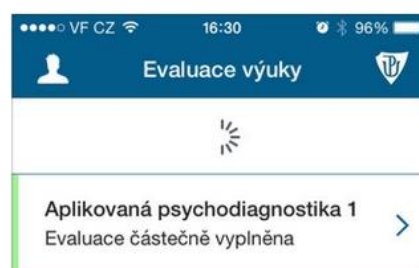 VF CZ 16:30 96%
Evaluace výuky
Aplikovaná psychodiagnostika 1
Evaluace částečně vyplněna